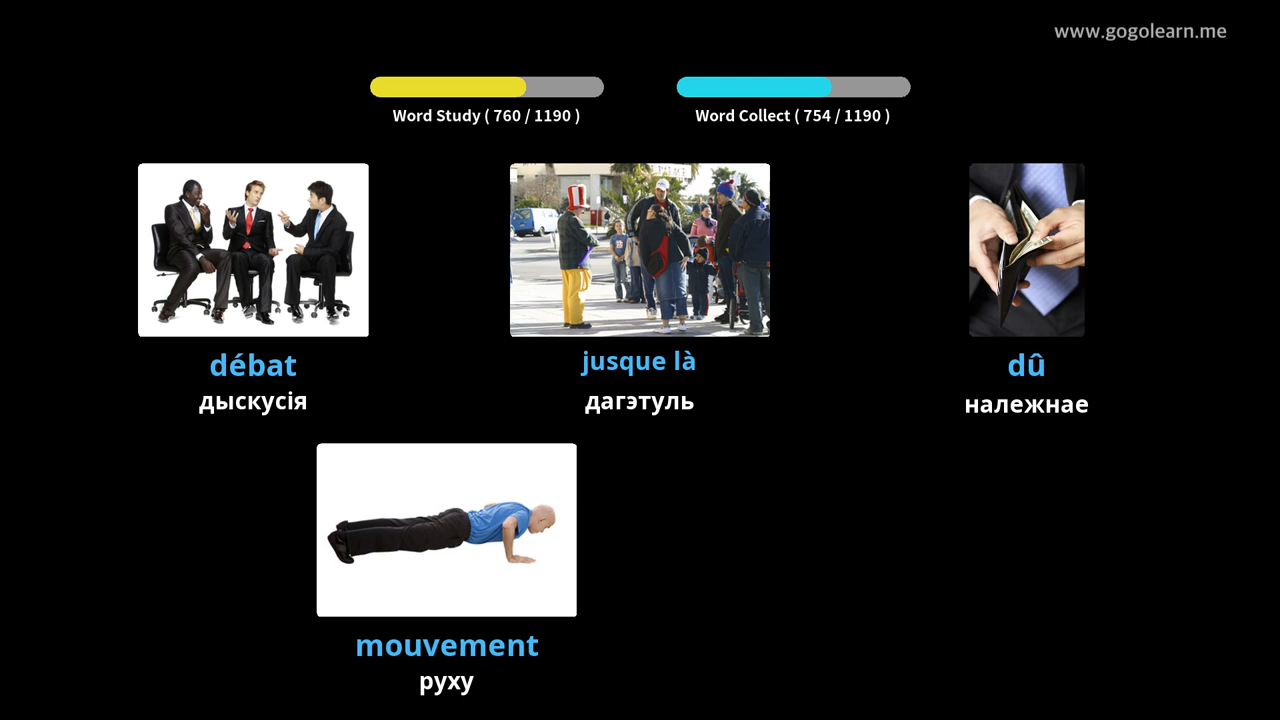 www.gogolearn.me
Word Study ( 760 / 1190 )
Word Collect ( 754 / 1190 )
débat
дыскусія
jusque là
дагэтуль
dû
належнае
mouvement
руху